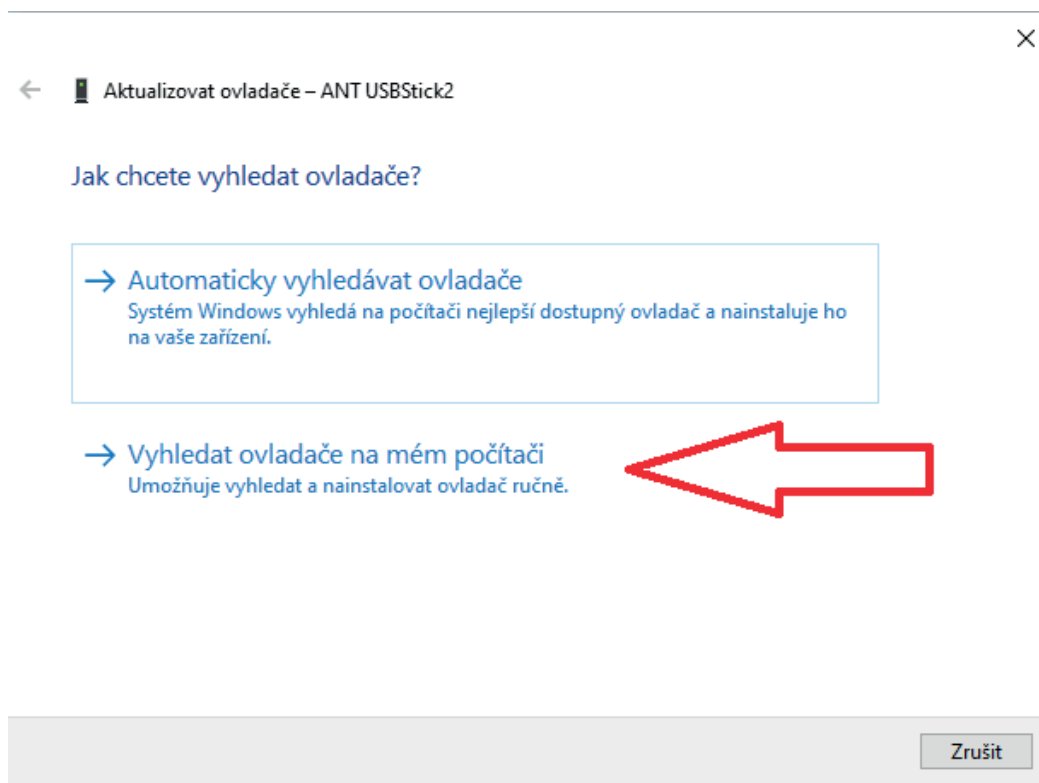 Aktualizovat ovladače – ANT USBStick2
Jak chcete vyhledat ovladače?
Automaticky vyhledávat ovladače
Systém Windows vyhledá na počítači nejlepší dostupný ovladač a nainstaluje ho
na vaše zařízení.
Vyhledat ovladače na mém počítači
Umožňuje vyhledat a nainstalovat ovladač ručně.
Zrušit